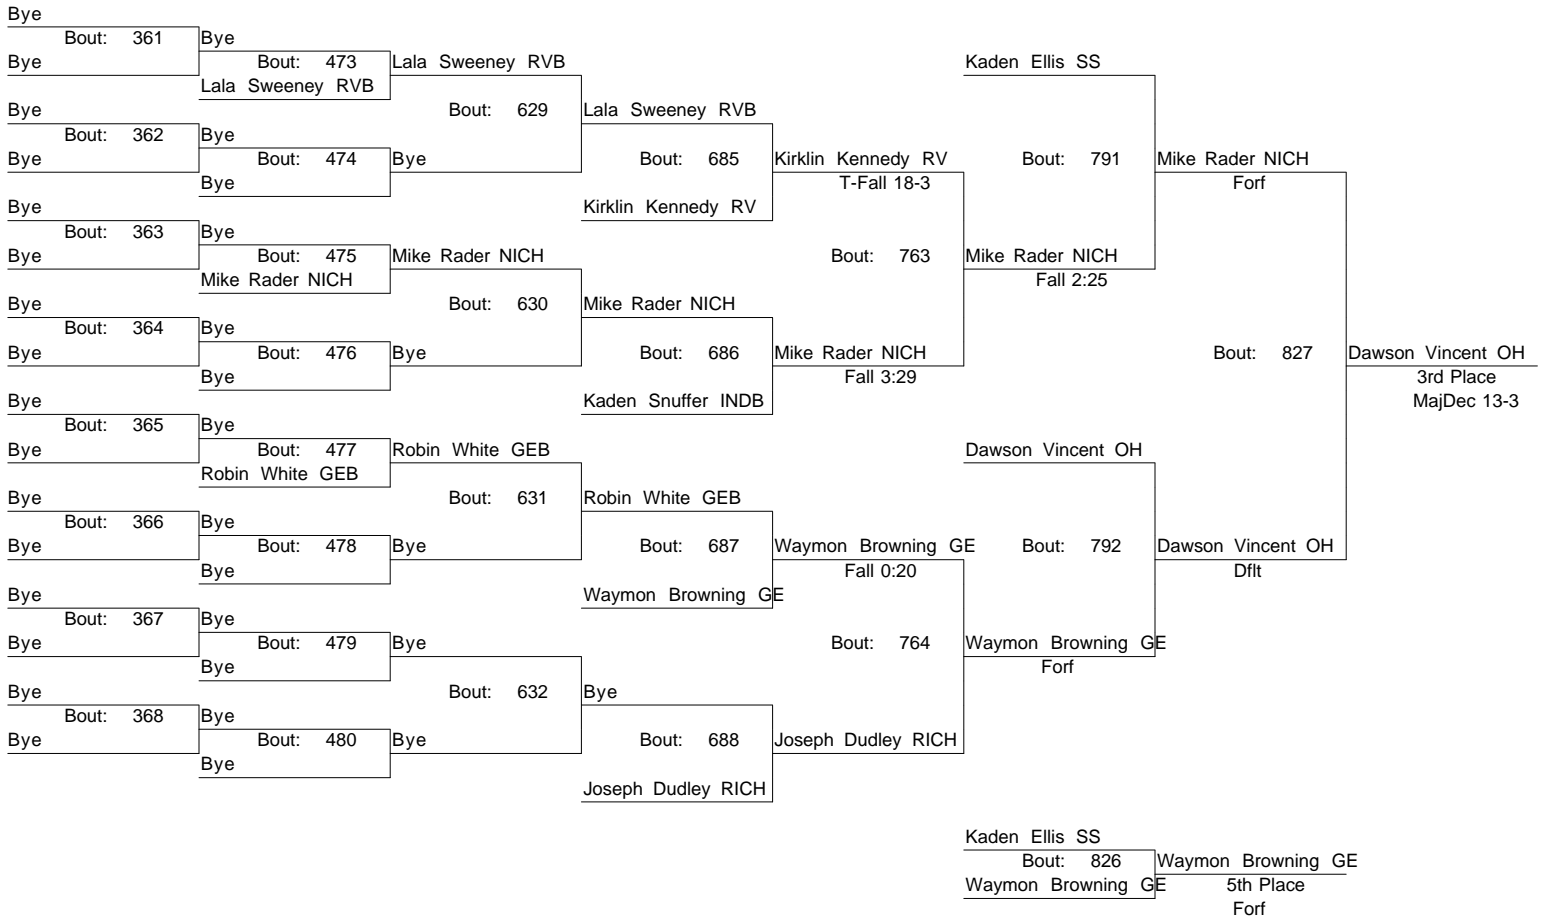 Bye
Bout: 361 Bye
Bye Bout: 473 Lala Sweeney RVB Kaden Ellis SS
Lala Sweeney RVB
Bye Bout: 629 Lala Sweeney RVB
Bout: 362 Bye
Bye Bout: 474 Bye Bout: 685 Kirklin Kennedy RV Bout: 791 Mike Rader NICH
Bye T-Fall 18-3 Forf
Bye Kirklin Kennedy RV
Bout: 363 Bye
Bye Bout: 475 Mike Rader NICH Bout: 763 Mike Rader NICH
Mike Rader NICH Fall 2:25
Bye Bout: 630 Mike Rader NICH
Bout: 364 Bye
Bye Bout: 476 Bye Bout: 686 Mike Rader NICH Bout: 827 Dawson Vincent OH
Bye Fall 3:29 3rd Place
Bye Kaden Snuffer INDB MajDec 13-3
Bout: 365 Bye
Bye Bout: 477 Robin White GEB Dawson Vincent OH
Robin White GEB
Bye Bout: 631 Robin White GEB
Bout: 366 Bye
Bye Bout: 478 Bye Bout: 687 Waymon Browning GE Bout: 792 Dawson Vincent OH
Bye Fall 0:20 Dflt
Bye Waymon Browning GE
Bout: 367 Bye
Bye Bout: 479 Bye Bout: 764 Waymon Browning GE
Bye Forf
Bye Bout: 632 Bye
Bout: 368 Bye
Bye Bout: 480 Bye Bout: 688 Joseph Dudley RICH
Bye
Joseph Dudley RICH
Kaden Ellis SS
Bout: 826 Waymon Browning GE
Waymon Browning GE 5th Place
Forf